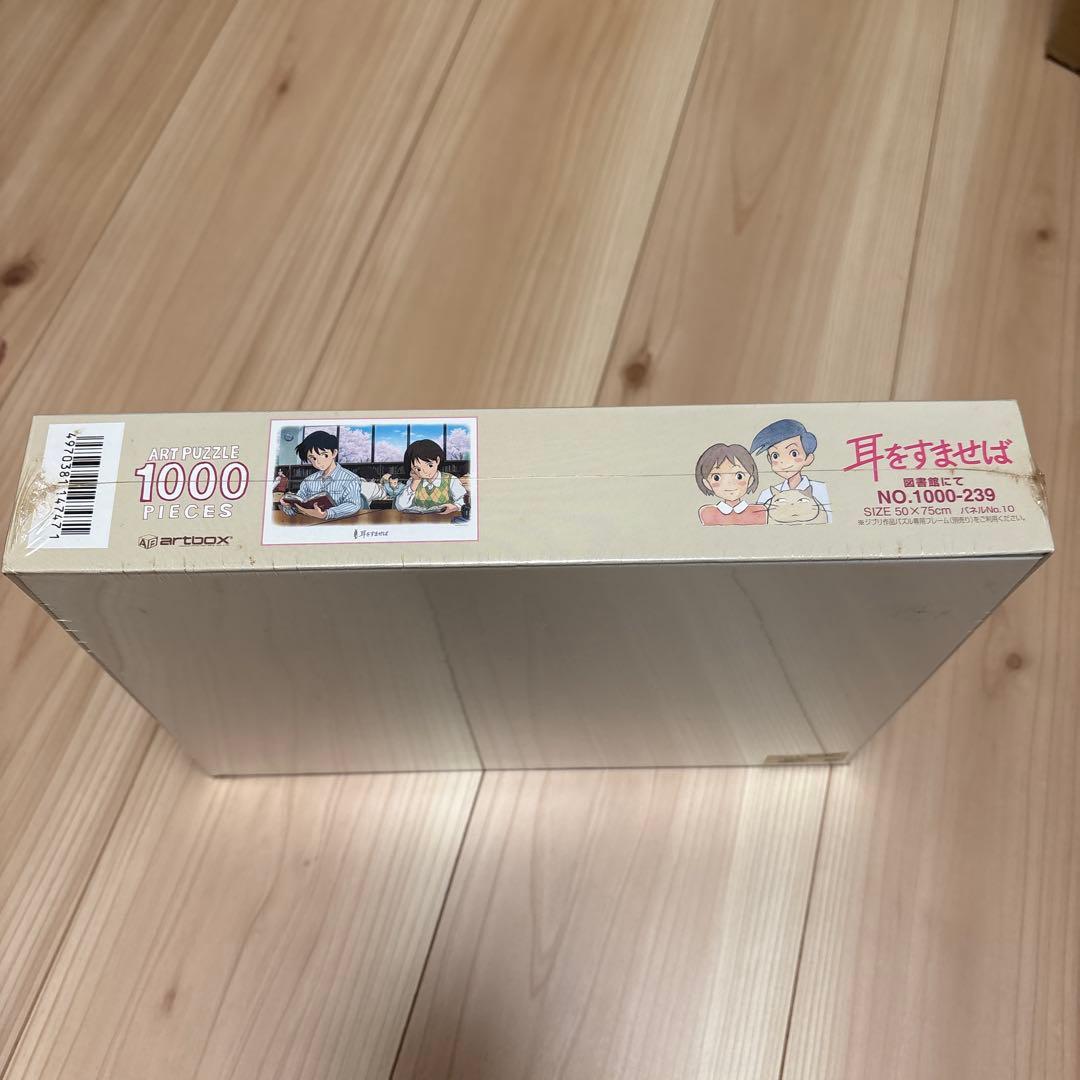 4970381147471
ART PUZZLE
1000
PIECES
artbox
耳をすませば
耳をすませば
図書館にて
NO.1000-239
SIZE 50×75cm パネルNo.10
※ジブリ作品パズル専用フレーム(別売り)をご利用ください。